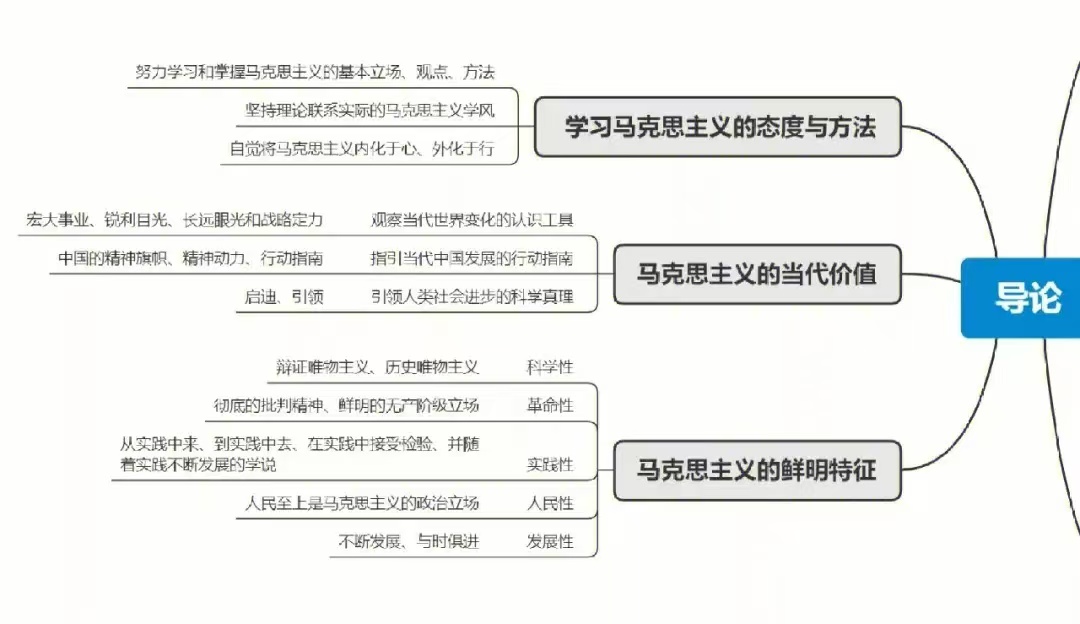 努力学习和掌握马克思主义的基本立场、观点、方法
坚持理论联系实际的马克思主义学风
自觉将马克思主义内化于心、外化于行
学习马克思主义的态度与方法
宏大事业、锐利目光、长远眼光和战略定力 观察当代世界变化的认识工具
中国的精神旗帜、精神动力、行动指南 指引当代中国发展的行动指南
启迪、引领 引领人类社会进步的科学真理
马克思主义的当代价值
导论
辩证唯物主义、历史唯物主义 科学性
彻底的批判精神、鲜明的无产阶级立场 革命性
从实践中来、到实践中去、在实践中接受检验、并随
着实践不断发展的学说 实践性
人民至上是马克思主义的政治立场 人民性
不断发展、与时俱进 发展性
马克思主义的鲜明特征